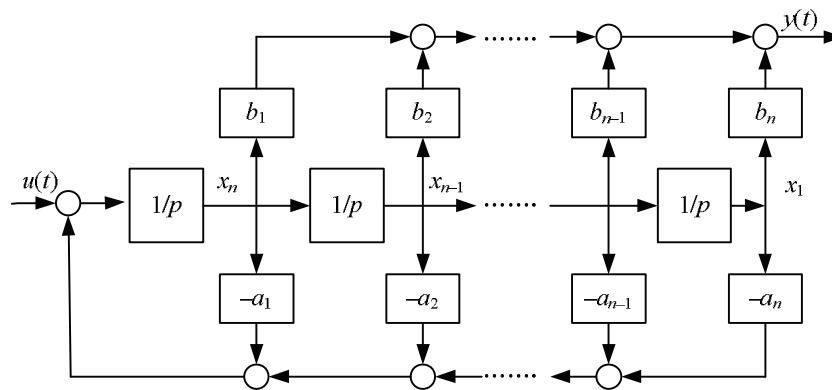 y(t)
b₁ b₂ bₙ₋₁ bₙ
u(t) xₙ xₙ₋₁ x₁
1/p 1/p 1/p
–a₁ –a₂ –aₙ₋₁ –aₙ